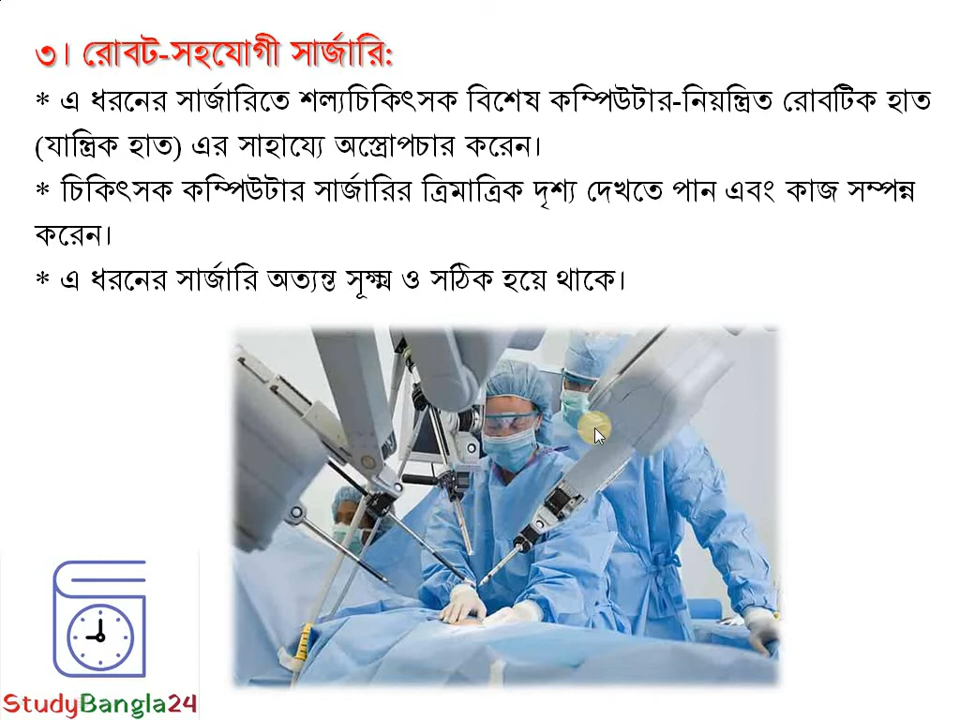 ৩। রোবট-সহযোগী সার্জারি:
* এ ধরনের সার্জারিতে শল্যচিকিৎসক বিশেষ কম্পিউটার-নিয়ন্ত্রিত রোবটিক হাত
(যান্ত্রিক হাত) এর সাহায্যে অস্ত্রোপচার করেন।
* চিকিৎসক কম্পিউটার সার্জারির ত্রিমাত্রিক দৃশ্য দেখতে পান এবং কাজ সম্পন্ন
করেন।
* এ ধরনের সার্জারি অত্যন্ত সূক্ষ্ম ও সঠিক হয়ে থাকে।
StudyBangla24